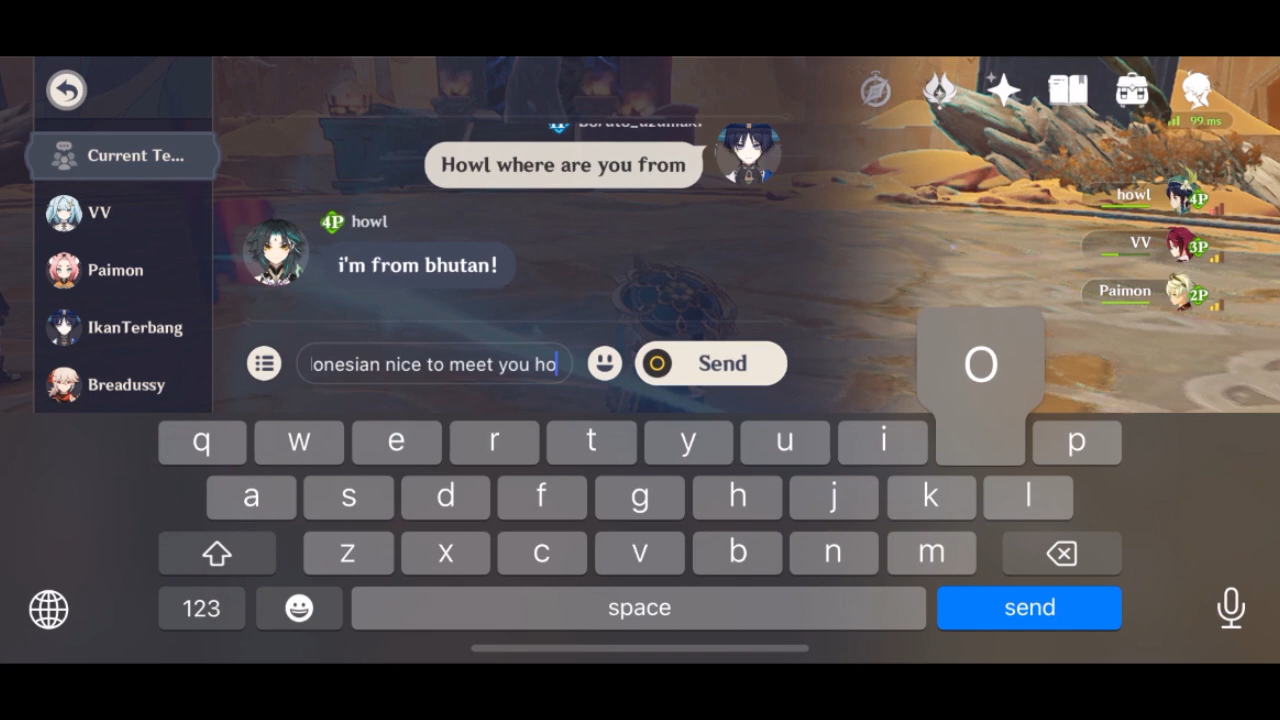 99 ms
Current Te...
VV
Paimon
IkanTerbang
Breadussy
Howl where are you from
4P howl
i'm from bhutan!
onesian nice to meet you ho
Send
howl 4P
VV 3P
Paimon 2P
O
q w e r t y u i p
a s d f g h j k l
z x c v b n m
123 space send